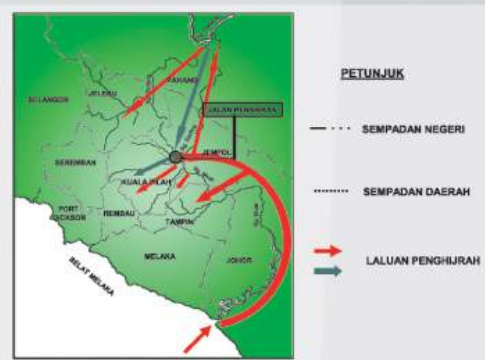 PAHANG
JELEBU
SELANGOR
JALAN PENARIKAN
SEREMBAN
JEMPOL
KUALA PILAH
PORT
DICKSON
REMBAU
TAMPIN
MELAKA
JOHOR
SELAT MELAKA
PETUNJUK
SEMPADAN NEGERI
SEMPADAN DAERAH
LALUAN PENGHIJRAH